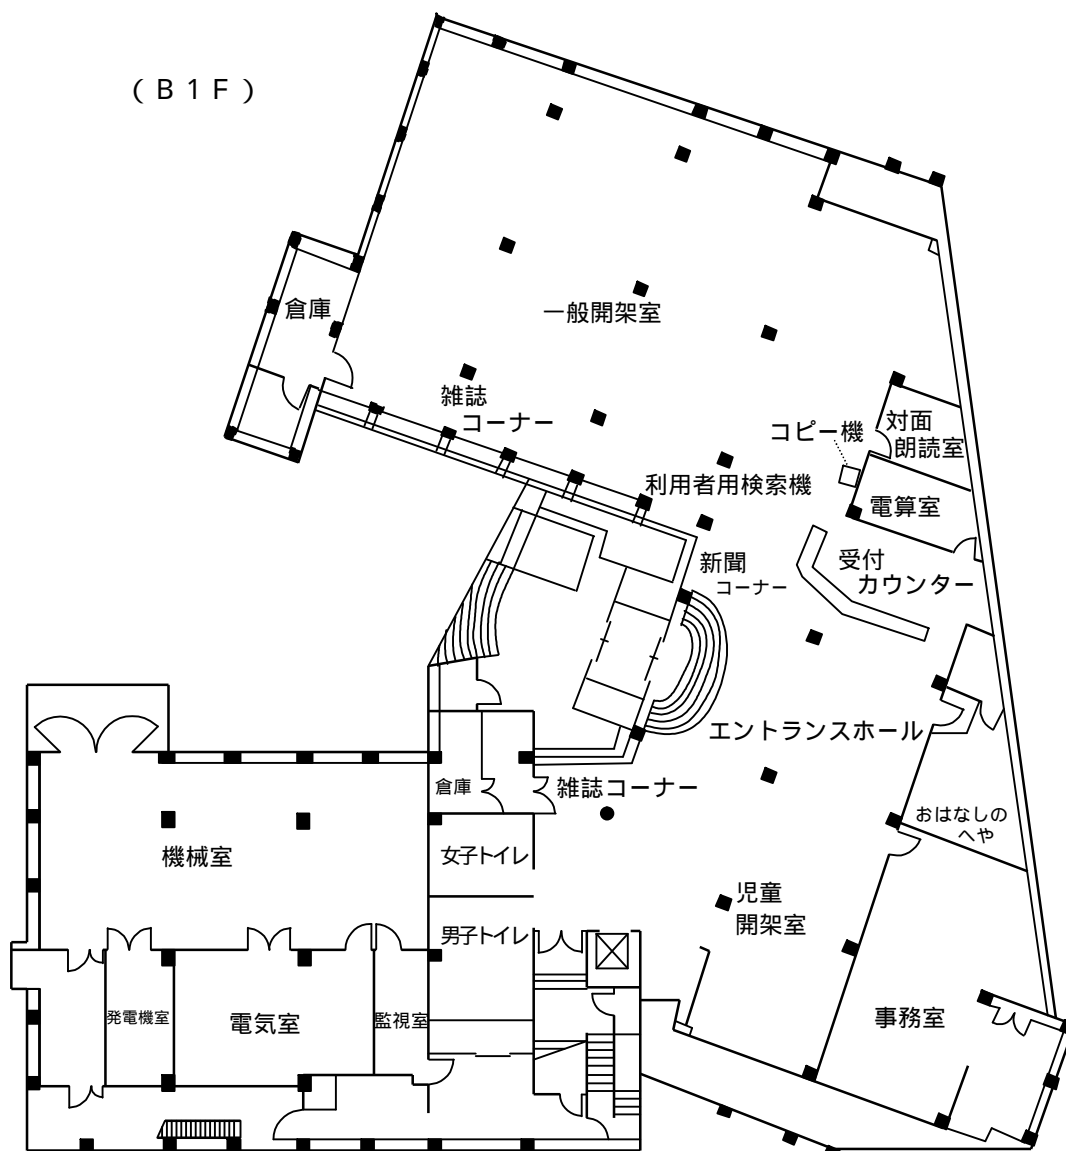 (B1F)
倉庫
一般開架室
雑誌
コーナー
コピー機
対面
朗読室
利用者用検索機
電算室
新聞
コーナー
受付
カウンター
エントランスホール
倉庫
雑誌コーナー
おはなしの
へや
機械室
女子トイレ
児童
開架室
男子トイレ
発電機室
電気室
監視室
事務室